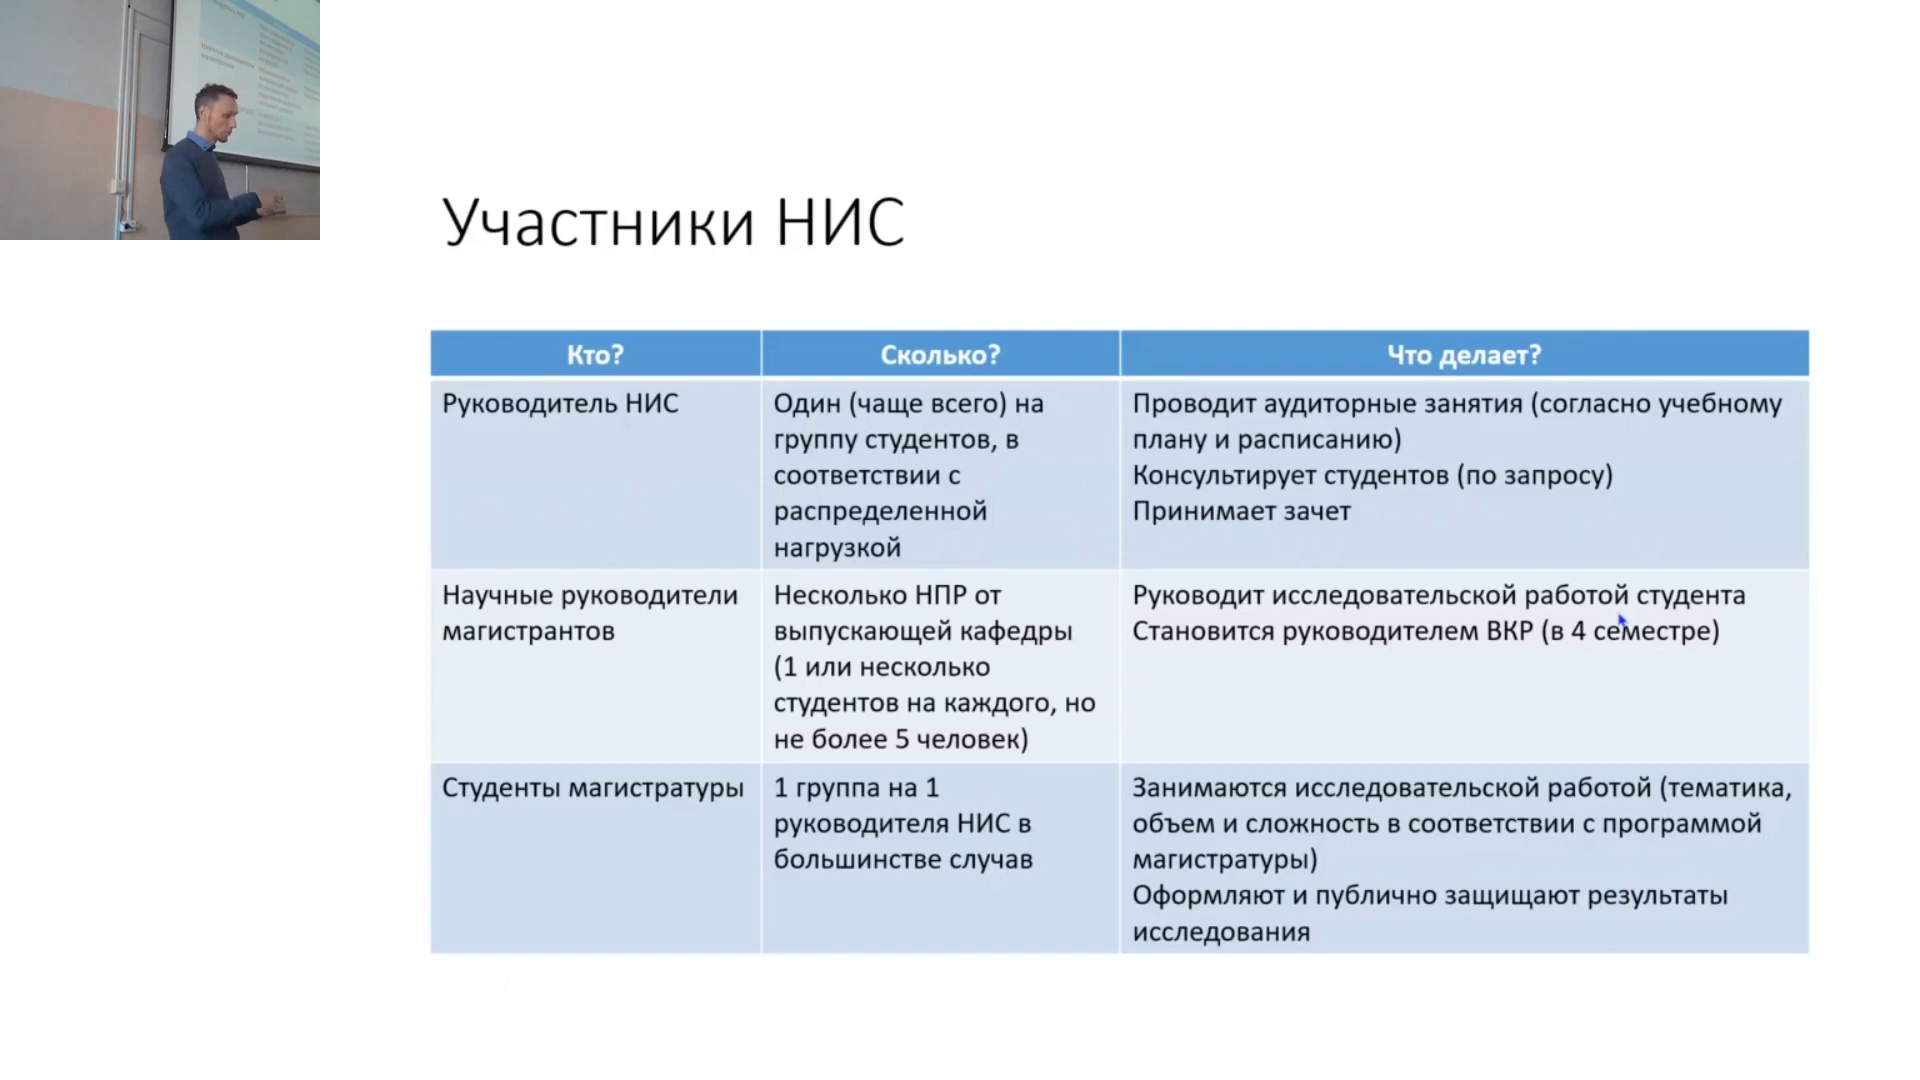 Участники НИС
Кто?
Сколько?
Что делает?
Руководитель НИС
Один (чаще всего) на
группу студентов, в
соответствии с
распределенной
нагрузкой
Проводит аудиторные занятия (согласно учебному
плану и расписанию)
Консультирует студентов (по запросу)
Принимает зачет
Научные руководители
магистрантов
Несколько НПР от
выпускающей кафедры
(1 или несколько
студентов на каждого, но
не более 5 человек)
Руководит исследовательской работой студента
Становится руководителем ВКР (в 4 семестре)
Студенты магистратуры
1 группа на 1
руководителя НИС в
большинстве случав
Занимаются исследовательской работой (тематика,
объем и сложность в соответствии с программой
магистратуры)
Оформляют и публично защищают результаты
исследования